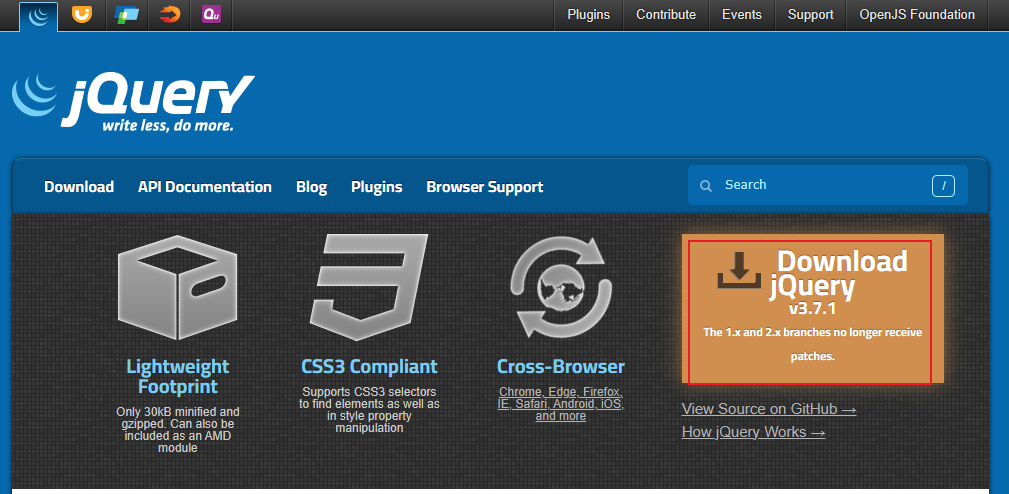 Qu
Plugins
Contribute
Events
Support
OpenJS Foundation
jQuery
write less, do more.
Download
API Documentation
Blog
Plugins
Browser Support
Search
/
Lightweight
Footprint
Only 30kB minified and
gzipped. Can also be
included as an AMD
module
CSS3 Compliant
Supports CSS3 selectors
to find elements as well as
in style property
manipulation
Cross-Browser
Chrome, Edge, Firefox,
IE, Safari, Android, iOS,
and more
Download
jQuery
v3.7.1
The 1.x and 2.x branches no longer receive
patches.
View Source on GitHub →
How jQuery Works →